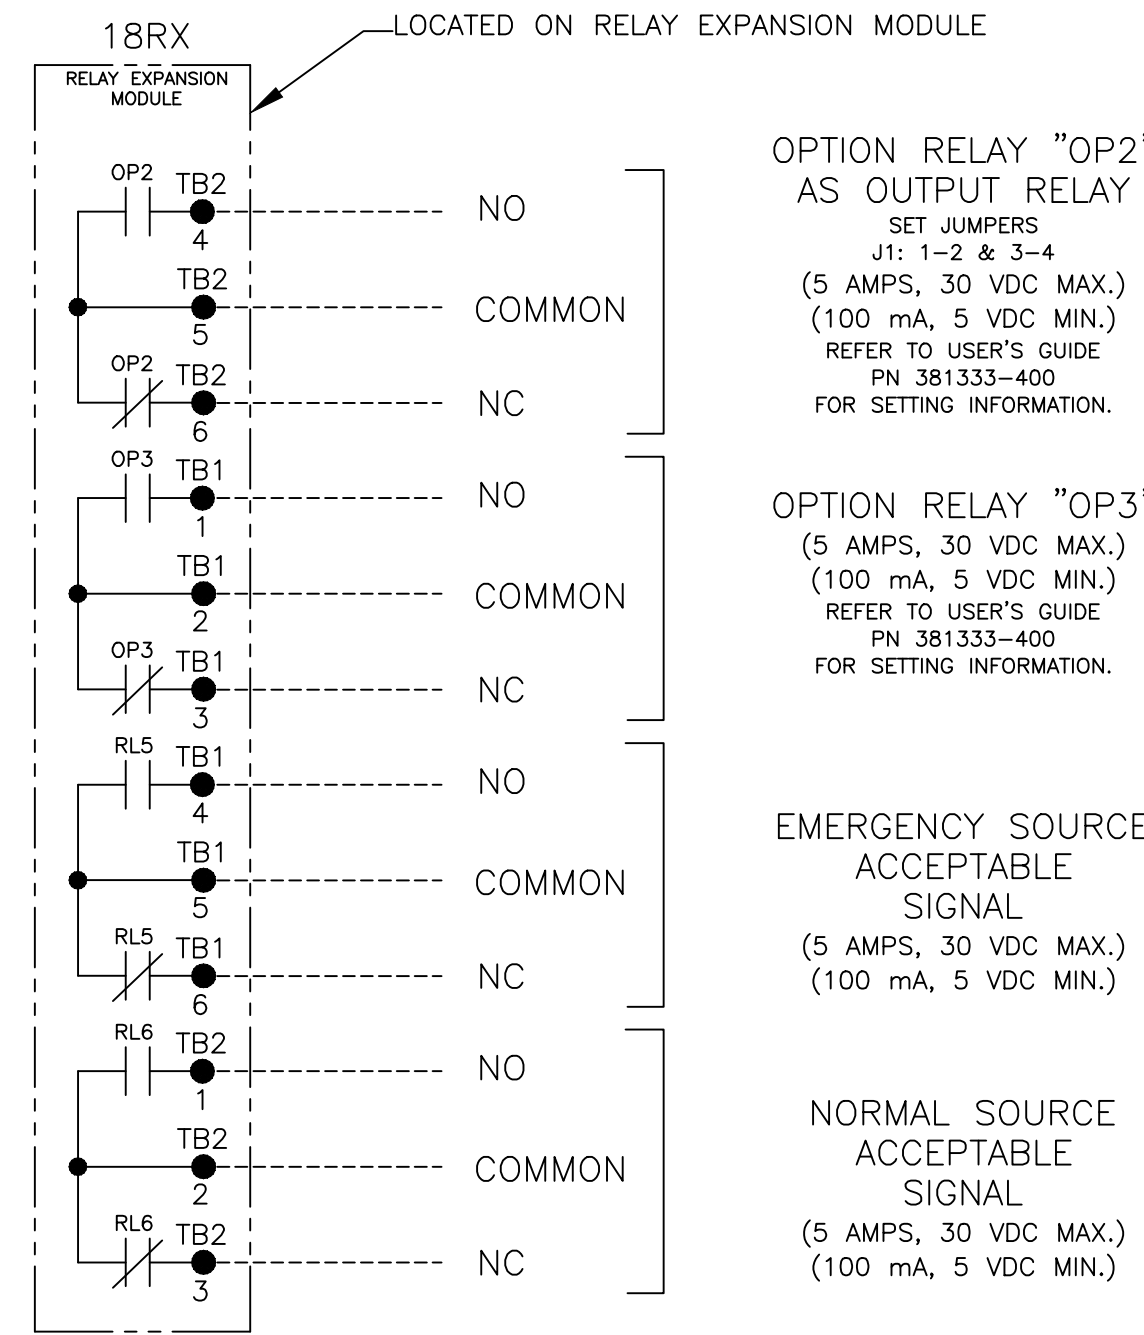 18RX
LOCATED ON RELAY EXPANSION MODULE
RELAY EXPANSION
MODULE
OP2
TB2
4
NO
TB2
5
COMMON
OP2
TB2
6
NC
OPTION RELAY "OP2"
AS OUTPUT RELAY
SET JUMPERS
J1: 1-2 & 3-4
(5 AMPS, 30 VDC MAX.)
(100 mA, 5 VDC MIN.)
REFER TO USER'S GUIDE
PN 381333-400
FOR SETTING INFORMATION.
OP3
TB1
1
NO
TB1
2
COMMON
OP3
TB1
3
NC
OPTION RELAY "OP3"
(5 AMPS, 30 VDC MAX.)
(100 mA, 5 VDC MIN.)
REFER TO USER'S GUIDE
PN 381333-400
FOR SETTING INFORMATION.
RL5
TB1
4
NO
TB1
5
COMMON
RL5
TB1
6
NC
EMERGENCY SOURCE
ACCEPTABLE
SIGNAL
(5 AMPS, 30 VDC MAX.)
(100 mA, 5 VDC MIN.)
RL6
TB2
1
NO
TB2
2
COMMON
RL6
TB2
3
NC
NORMAL SOURCE
ACCEPTABLE
SIGNAL
(5 AMPS, 30 VDC MAX.)
(100 mA, 5 VDC MIN.)